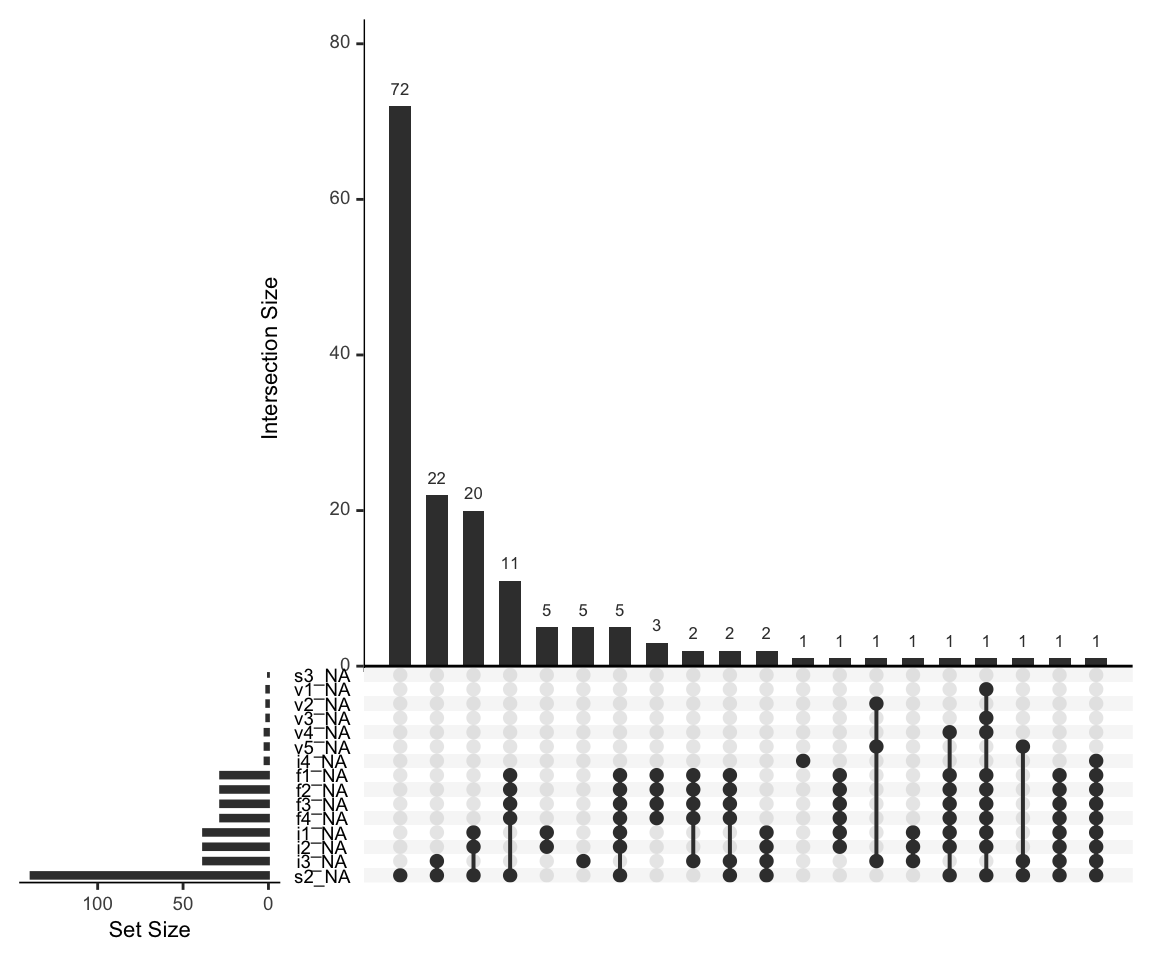 80
72
60
Intersection Size
40
22
20
20
11
5
5
5
3
2
2
2
1
1
1
1
1
1
1
1
1
0
s3_NA
v1_NA
v2_NA
v3_NA
v4_NA
v5_NA
i4_NA
f1_NA
f2_NA
f3_NA
f4_NA
i1_NA
i2_NA
i3_NA
s2_NA
100 50 0
Set Size